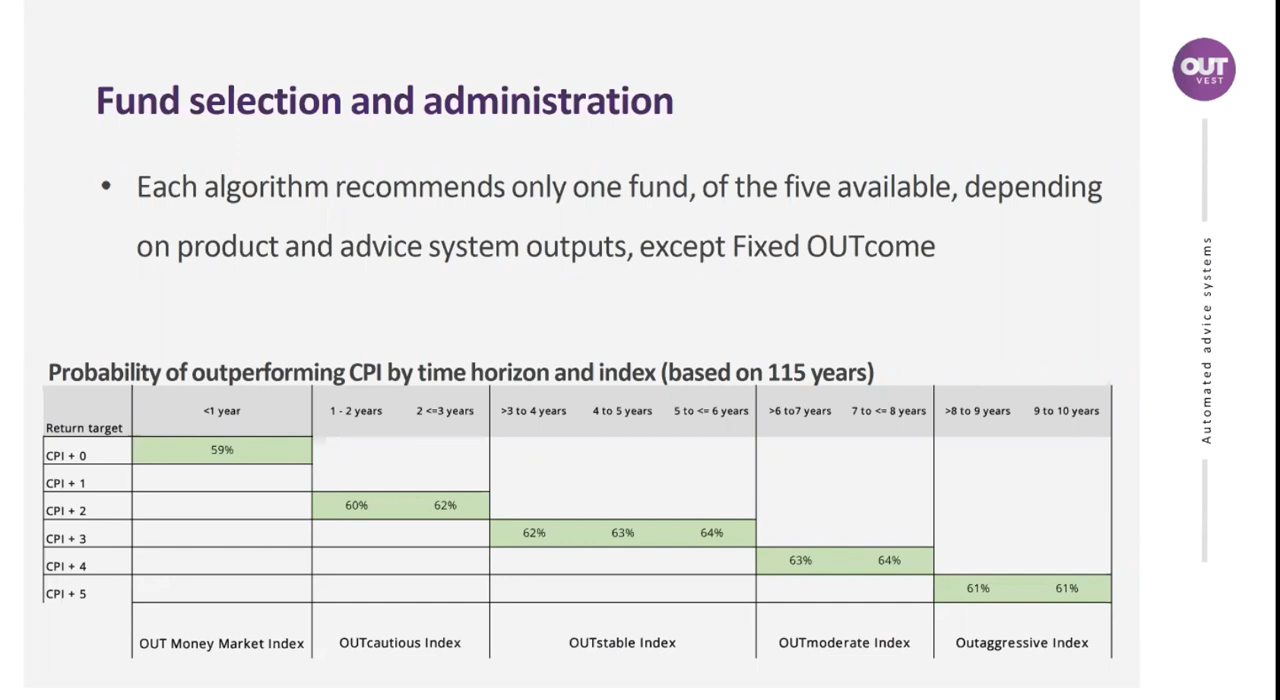 Fund selection and administration
• Each algorithm recommends only one fund, of the five available, depending
on product and advice system outputs, except Fixed OUTcome
Probability of outperforming CPI by time horizon and index (based on 115 years)
Return target <1 year 1 - 2 years 2 <=3 years >3 to 4 years 4 to 5 years 5 to <= 6 years >6 to7 years 7 to <= 8 years >8 to 9 years 9 to 10 years
CPI + 0 59%
CPI + 1
CPI + 2 60% 62%
CPI + 3 62% 63% 64%
CPI + 4 63% 64%
CPI + 5 61% 61%
OUT Money Market Index OUTcautious Index OUTstable Index OUTmoderate Index Outaggressive Index
OUT
VEST
Automated advice systems